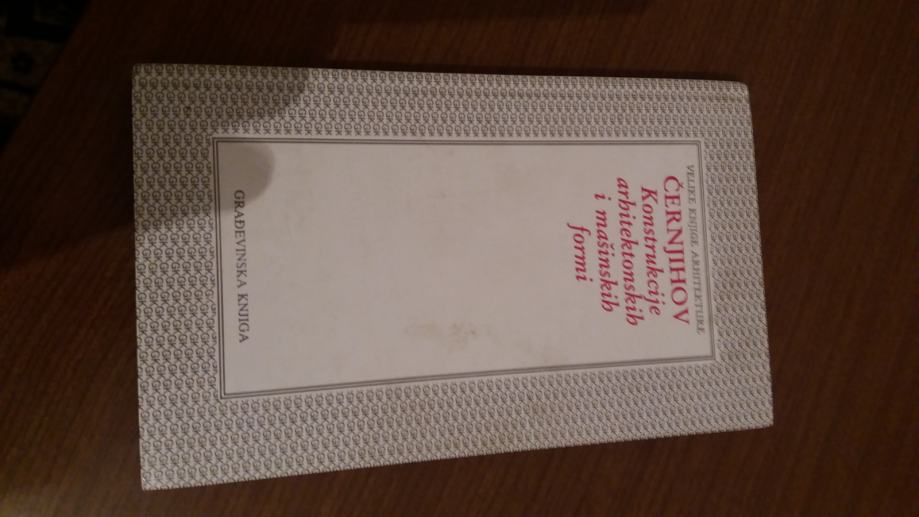 VELIKE KNJIGE ARHITEKTURE
ČERNJIHOV
Konstrukcije
arhitektonskih
i mašinskih
formi
GRAĐEVINSKA KNJIGA